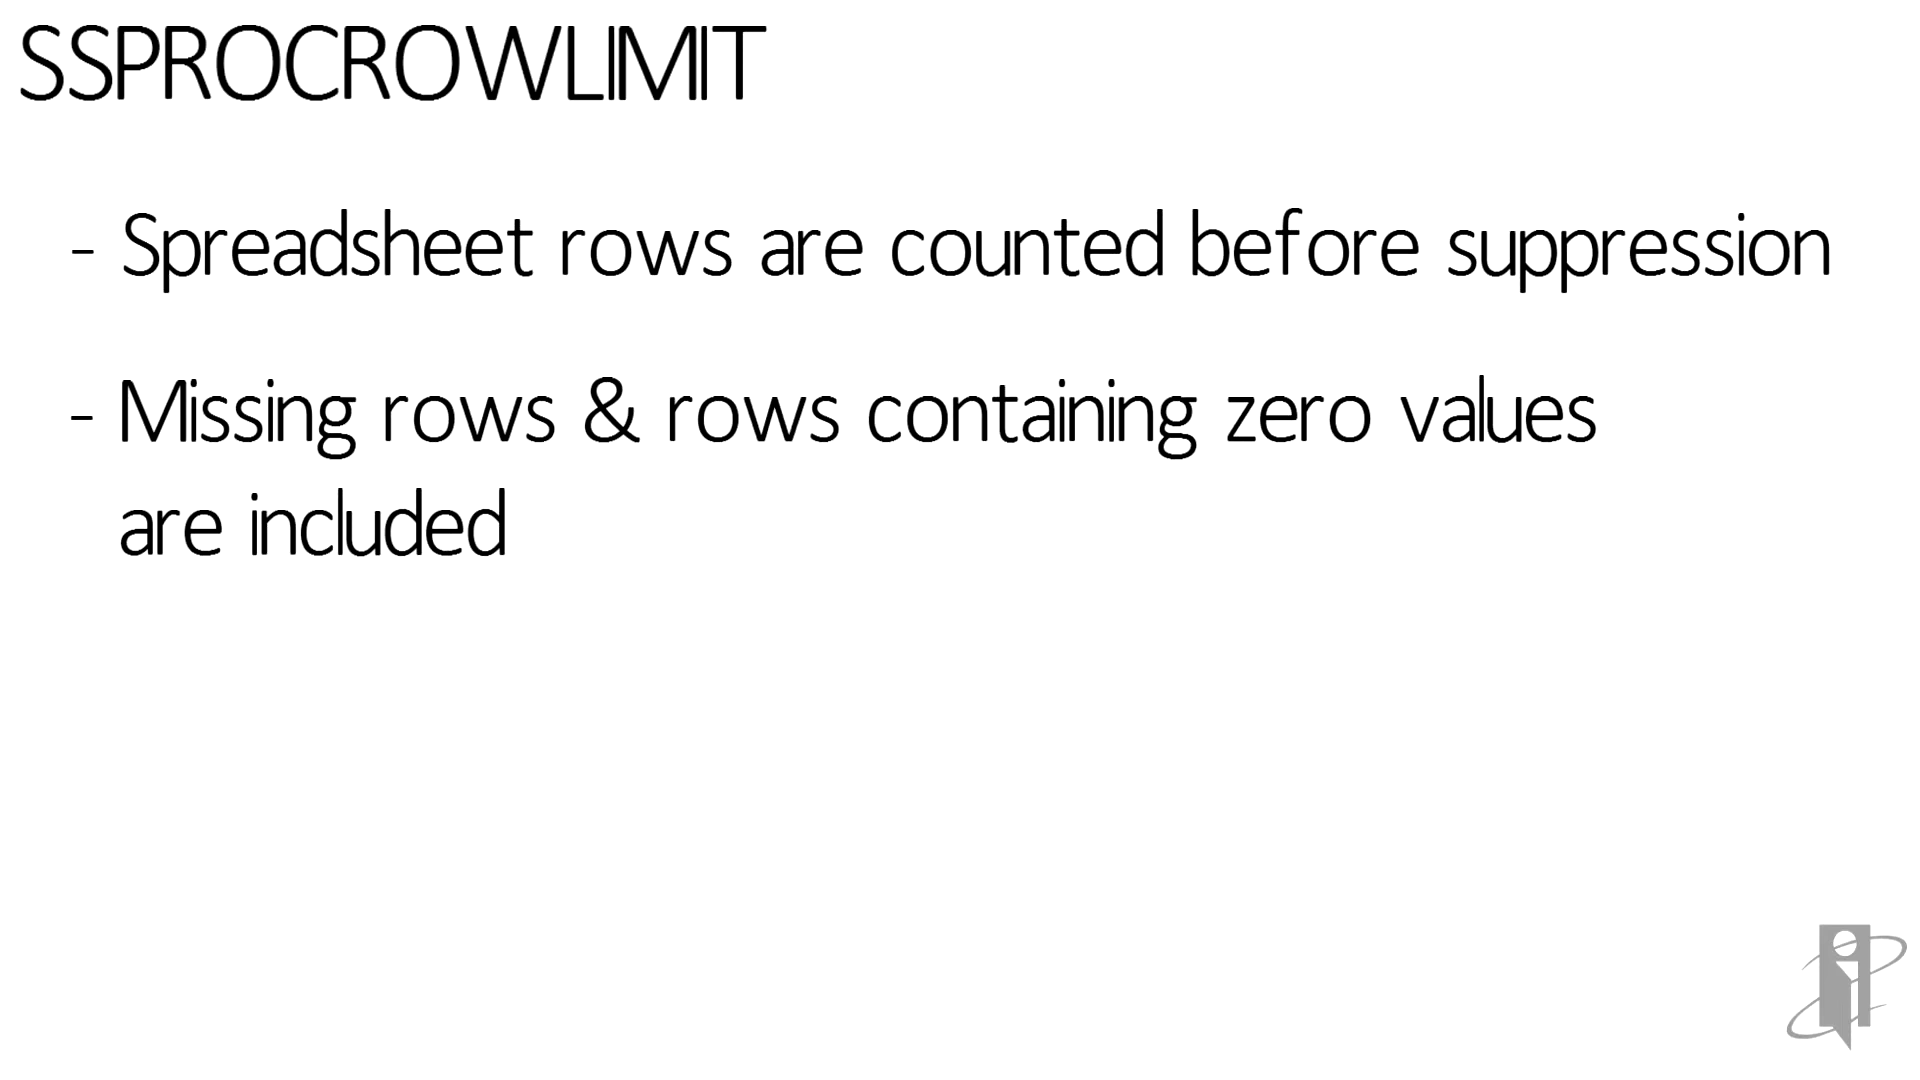 SSPROCROWLIMIT
- Spreadsheet rows are counted before suppression
- Missing rows & rows containing zero values
are included